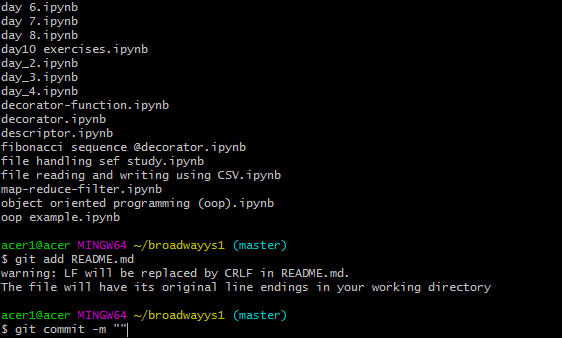 day 6.ipynb
day 7.ipynb
day 8.ipynb
day10 exercises.ipynb
day_2.ipynb
day_3.ipynb
day_4.ipynb
decorator-function.ipynb
decorator.ipynb
descriptor.ipynb
fibonacci sequence @decorator.ipynb
file handling sef study.ipynb
file reading and writing using CSV.ipynb
map-reduce-filter.ipynb
object oriented programming (oop).ipynb
oop example.ipynb
acer1@acer MINGW64 ~/broadwayys1 (master)
$ git add README.md
warning: LF will be replaced by CRLF in README.md.
The file will have its original line endings in your working directory
acer1@acer MINGW64 ~/broadwayys1 (master)
$ git commit -m ""